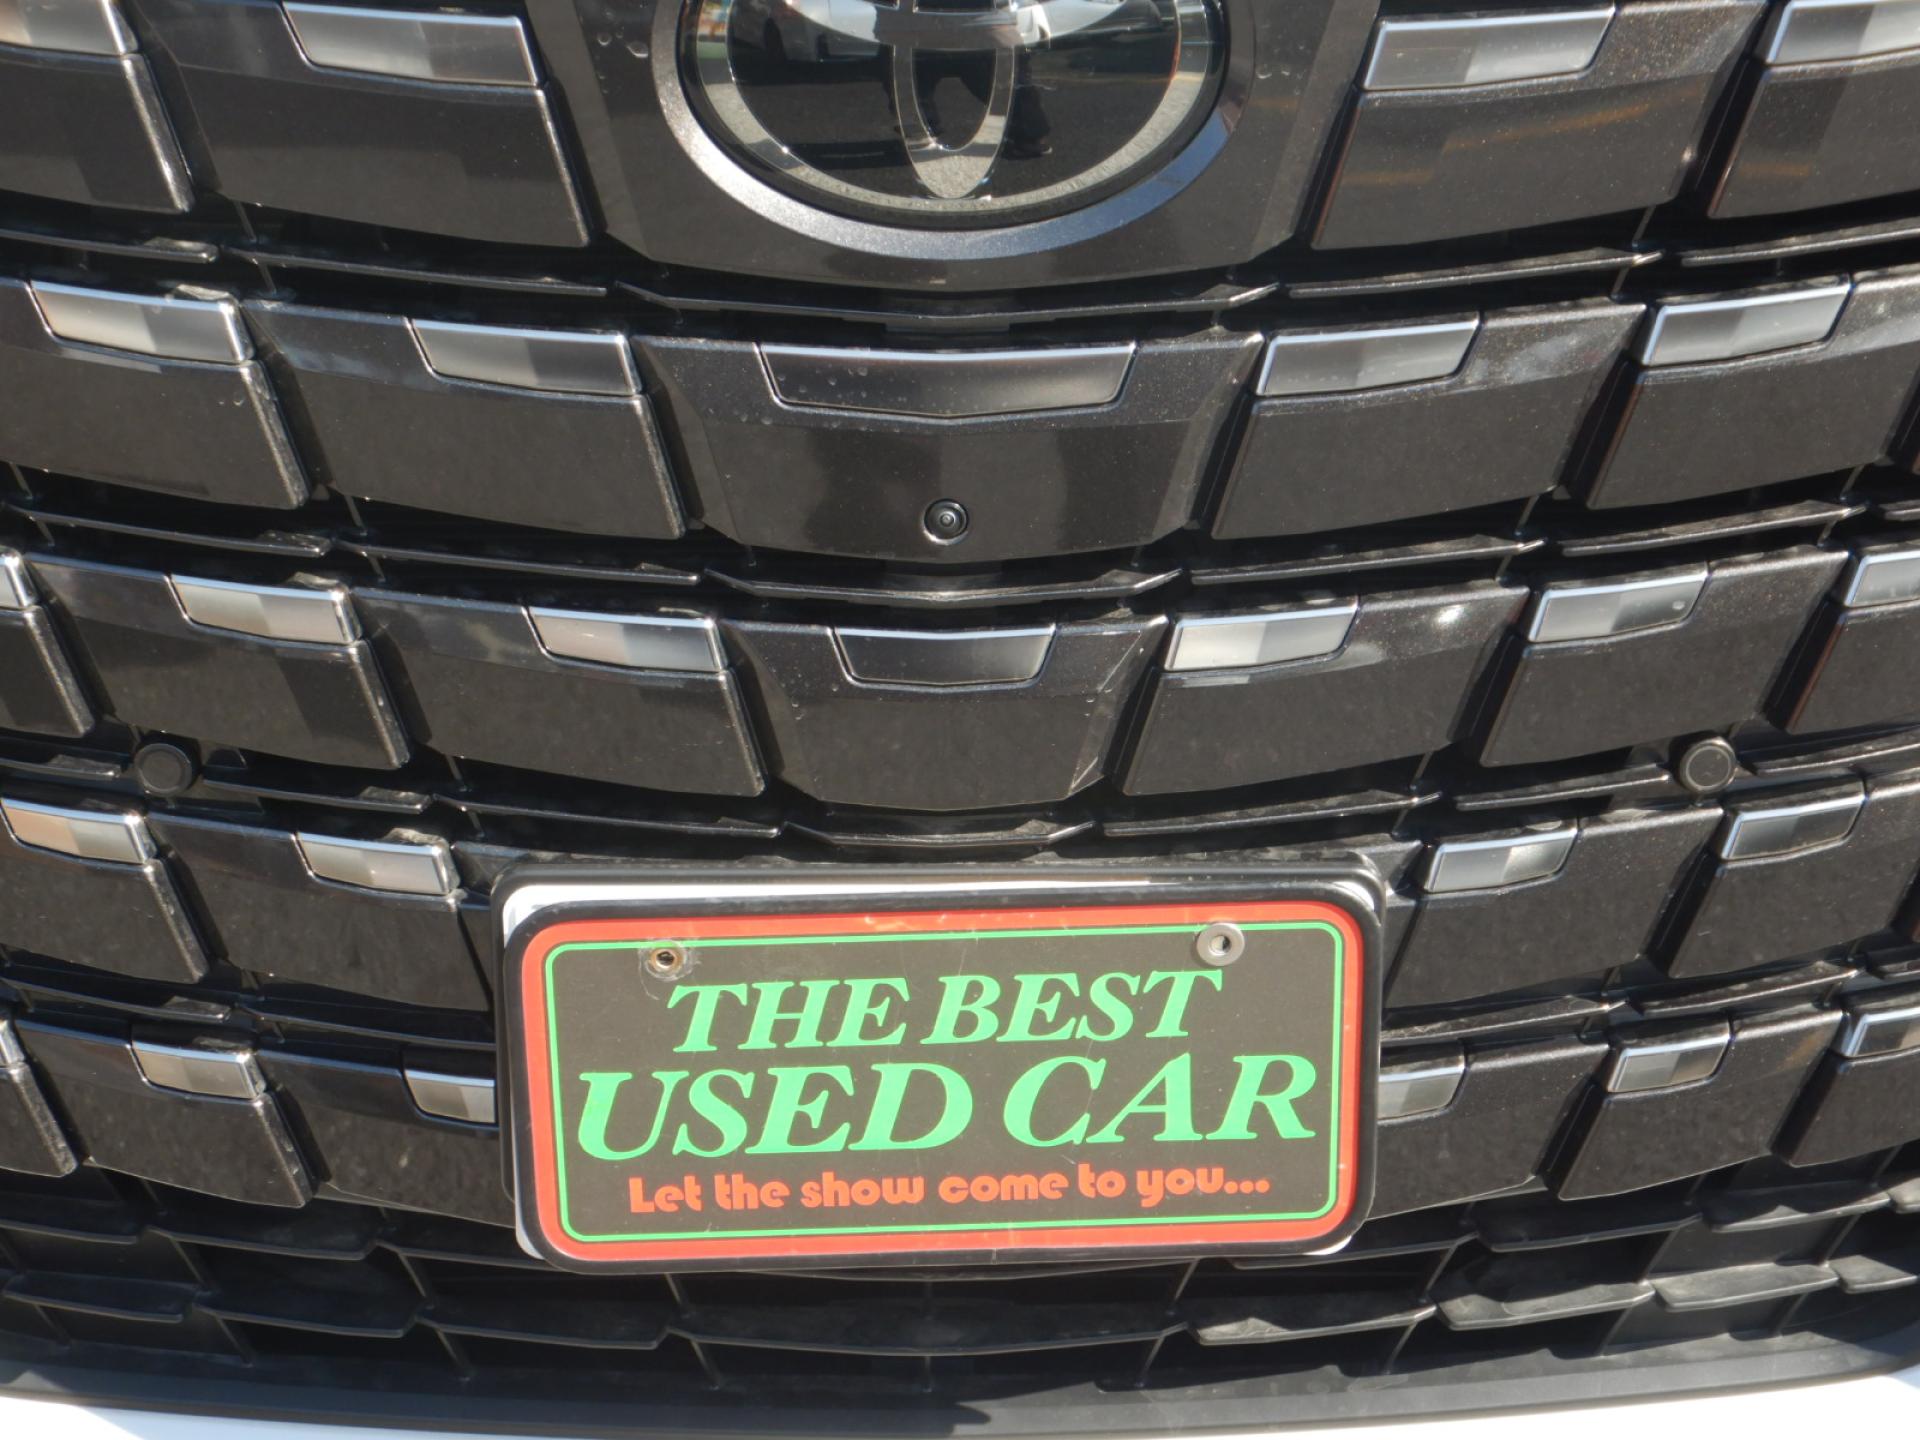 THE BEST
USED CAR
Let the show come to you...